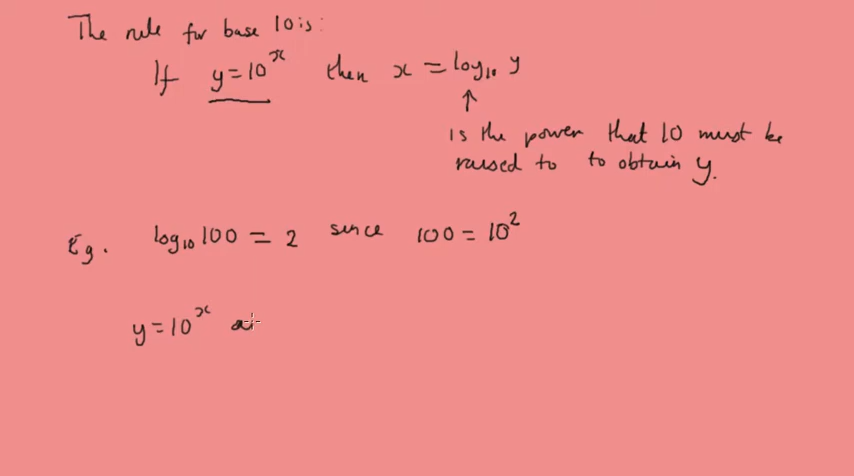 The rule for base 10 is:
If y = 10^x then x = log₁₀ y
↑
is the power that 10 must be
raised to to obtain y.
Eg. log₁₀ 100 = 2 since 100 = 10²
y = 10^x a